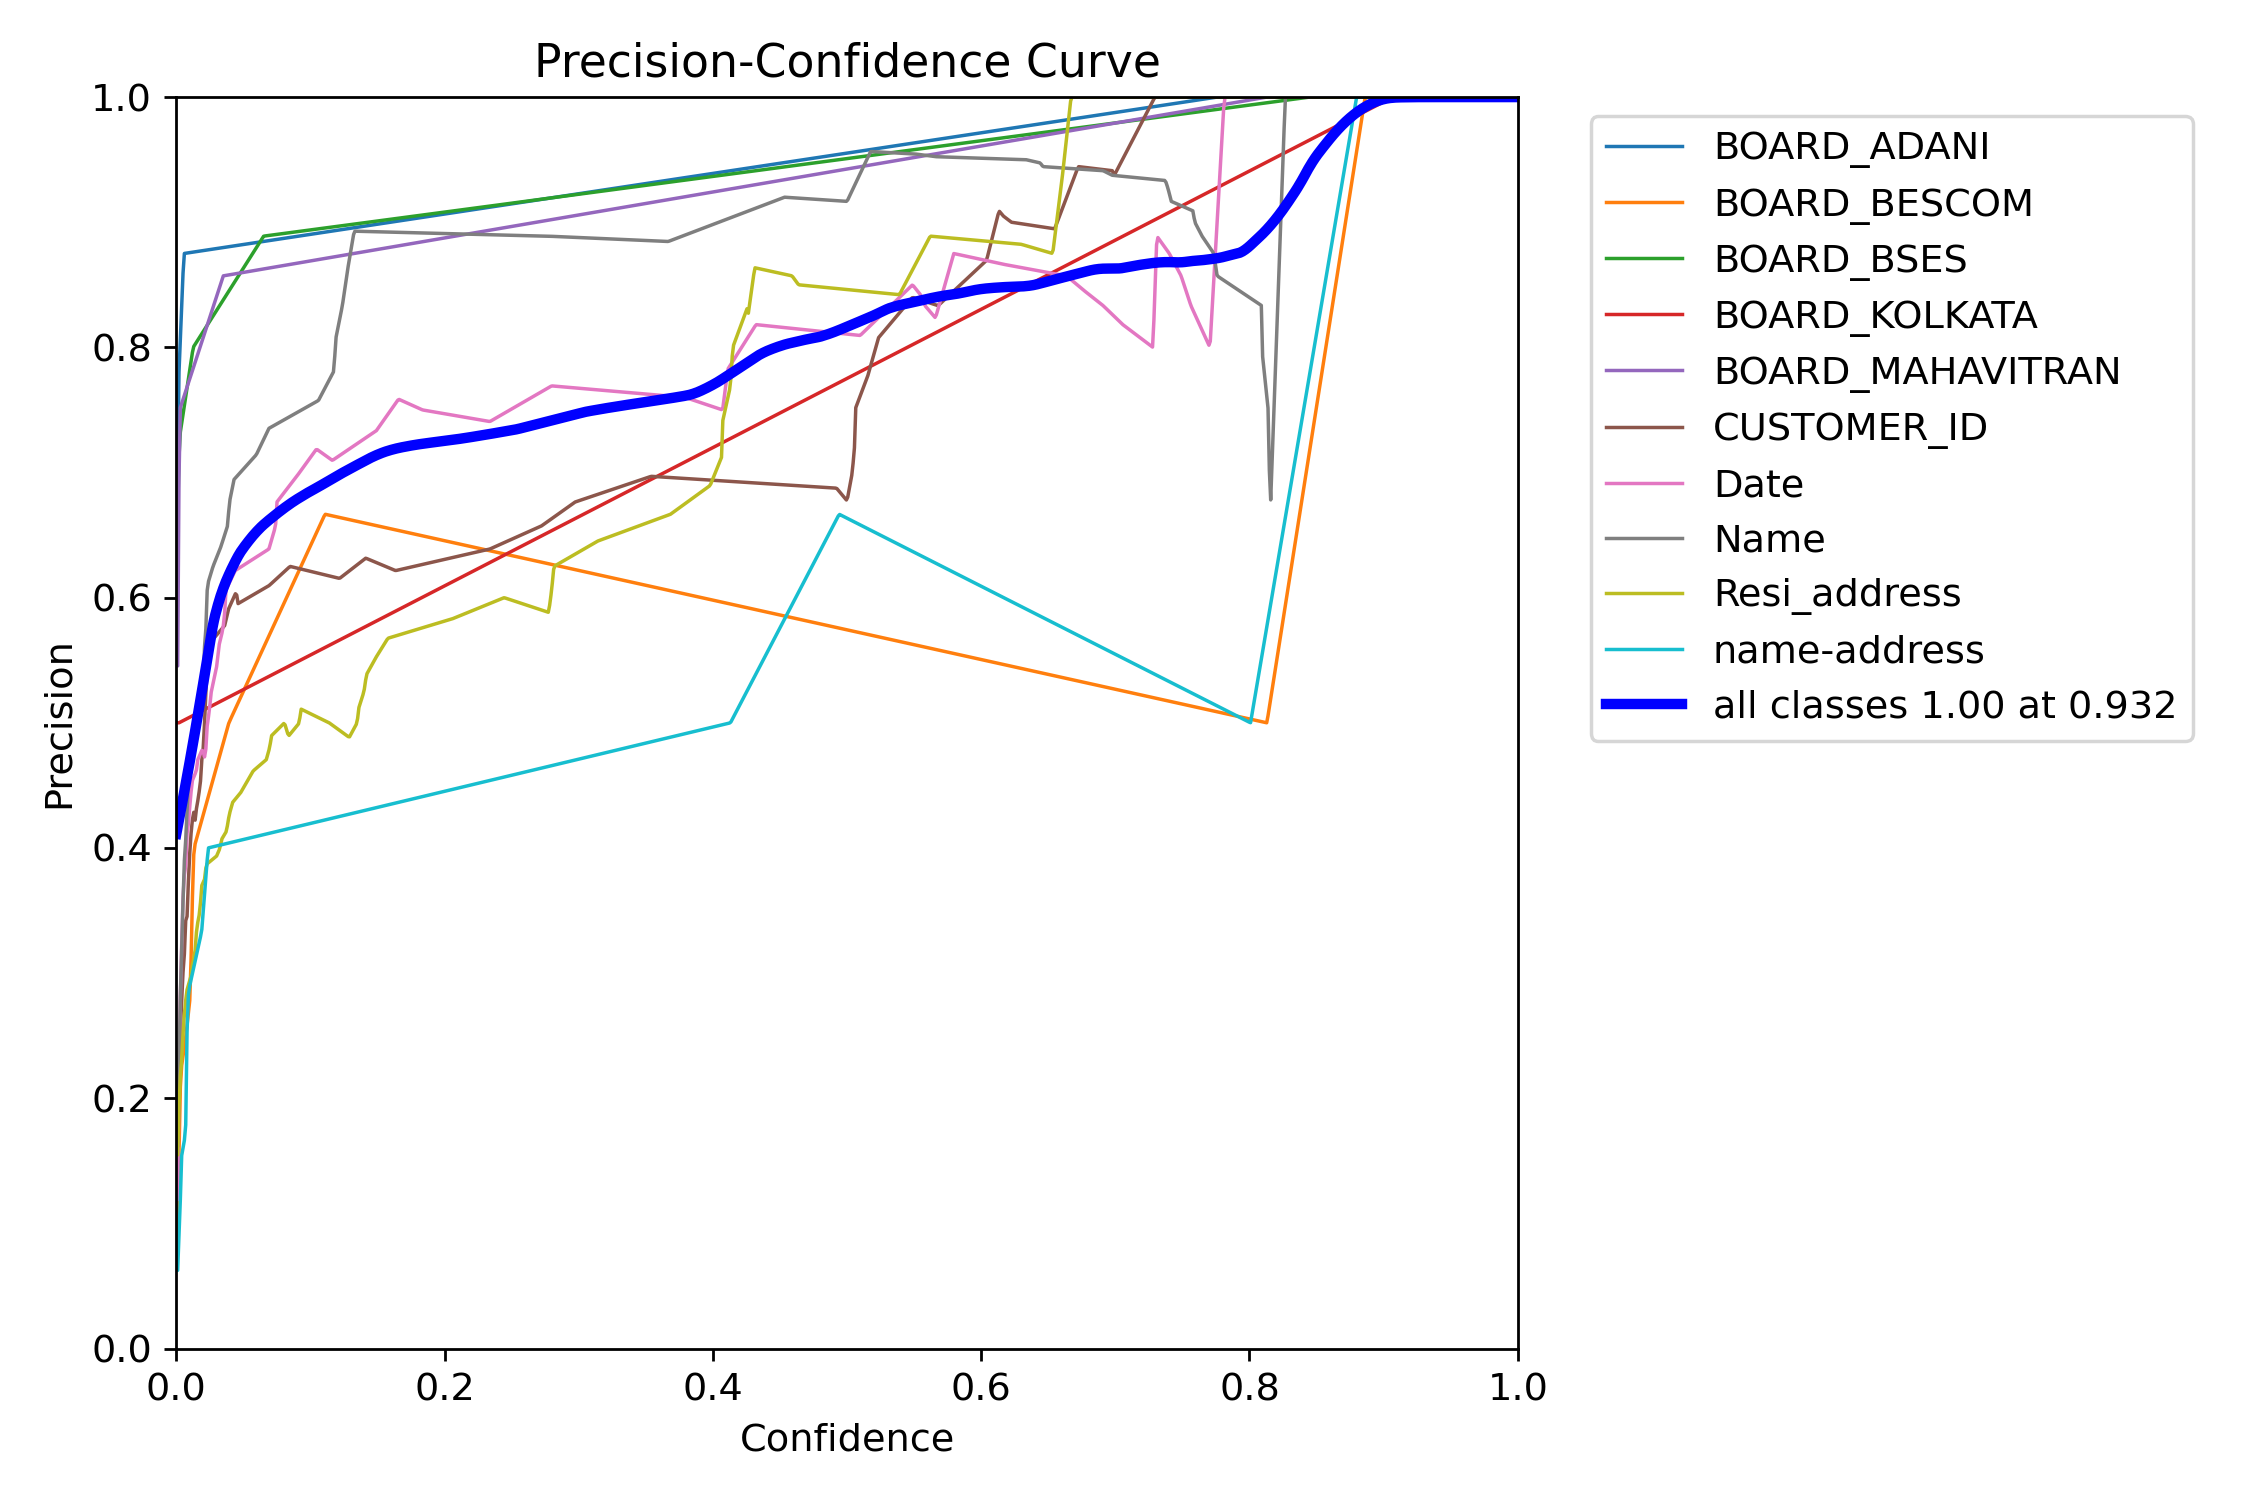 Precision-Confidence Curve
1.0
0.8
0.6
0.4
0.2
0.0
Precision
0.0 0.2 0.4 0.6 0.8 1.0
Confidence
BOARD_ADANI
BOARD_BESCOM
BOARD_BSES
BOARD_KOLKATA
BOARD_MAHAVITRAN
CUSTOMER_ID
Date
Name
Resi_address
name-address
all classes 1.00 at 0.932